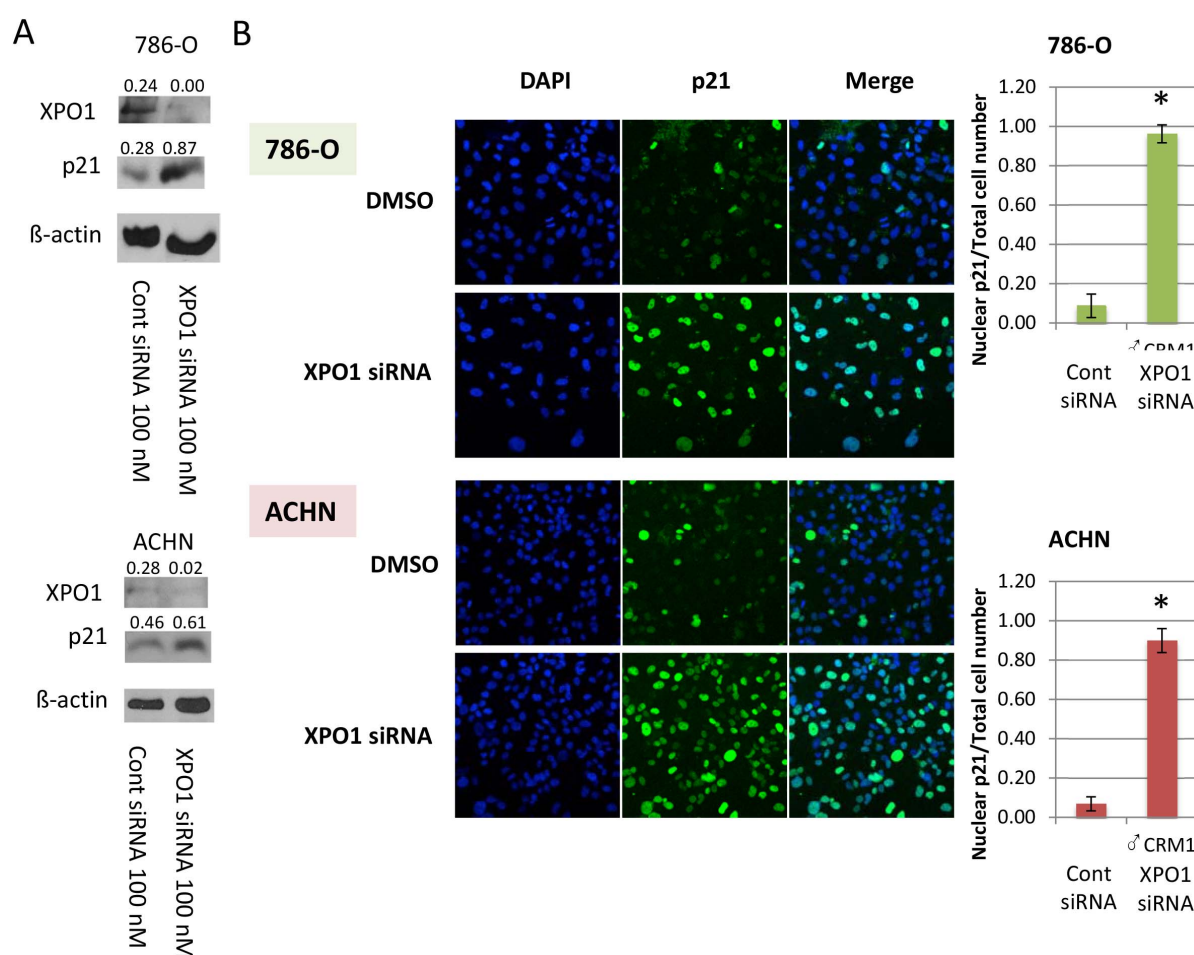 A
786-O
0.24 0.00
XPO1
0.28 0.87
p21
ß-actin
Cont siRNA 100 nM
XPO1 siRNA 100 nM
ACHN
0.28 0.02
XPO1
0.46 0.61
p21
ß-actin
Cont siRNA 100 nM
XPO1 siRNA 100 nM
B
DAPI p21 Merge
786-O
DMSO
XPO1 siRNA
ACHN
DMSO
XPO1 siRNA
786-O
Nuclear p21/Total cell number
1.20
1.00
0.80
0.60
0.40
0.20
0.00
*
♂CRM1
Cont
siRNA
XPO1
siRNA
ACHN
Nuclear p21/Total cell number
1.20
1.00
0.80
0.60
0.40
0.20
0.00
*
♂CRM1
Cont
siRNA
XPO1
siRNA